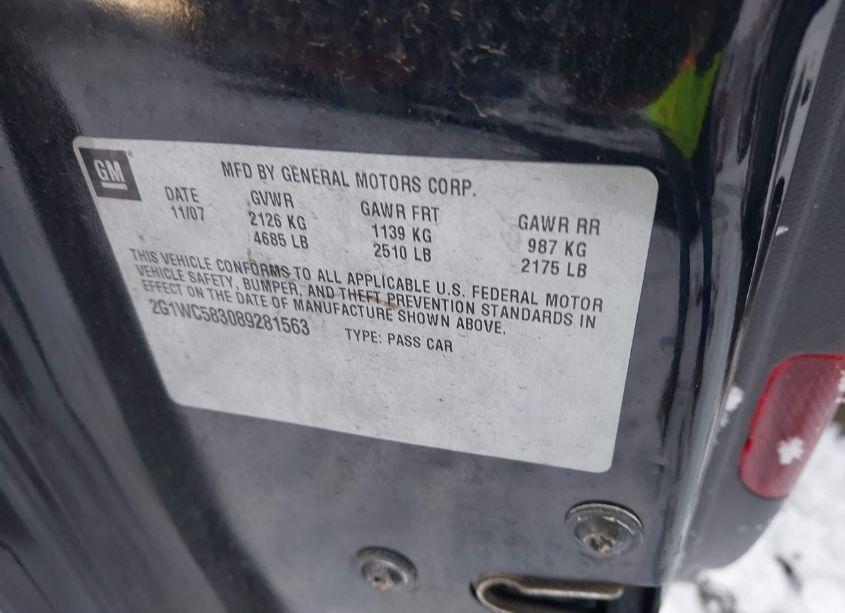 GM
MFD BY GENERAL MOTORS CORP.
DATE GVWR GAWR FRT GAWR RR
11/07 2126 KG 1139 KG 987 KG
4685 LB 2510 LB 2175 LB
THIS VEHICLE CONFORMS TO ALL APPLICABLE U.S. FEDERAL MOTOR
VEHICLE SAFETY, BUMPER, AND THEFT PREVENTION STANDARDS IN
EFFECT ON THE DATE OF MANUFACTURE SHOWN ABOVE.
2G1WC583089281563 TYPE: PASS CAR